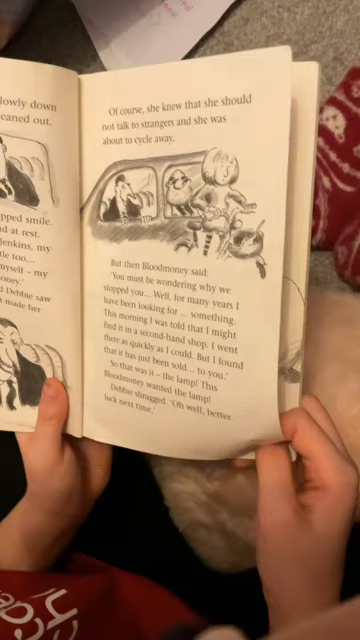 lowly down
eaned out.
pped smile.
d at rest.
enkins, my
tle too...
myself – my
oney.'
d Debbie saw
t made her
Of course, she knew that she should
not talk to strangers and she was
about to cycle away.
But then Bloodmoney said:
'You must be wondering why we
stopped you... Well, for many years I
have been looking for ... something.
This morning I was told that I might
find it in a second-hand shop. I went
there as quickly as I could. But I found
that it has just been sold... to you.'
So that was it – the lamp! This
Bloodmoney wanted the lamp!
Debbie shrugged. 'Oh well, better
luck next time.'